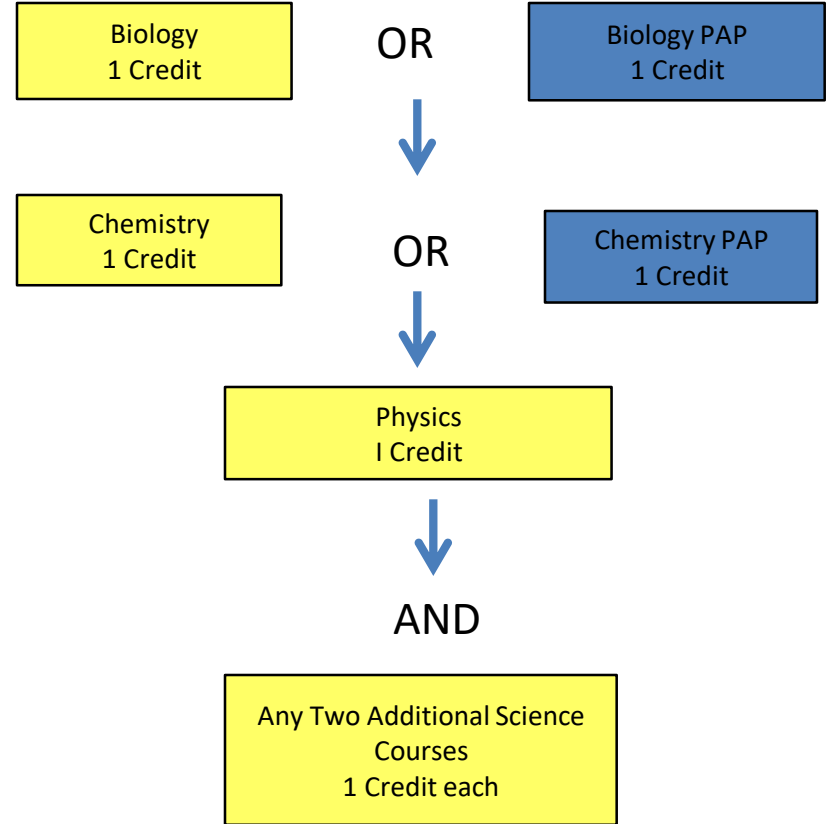 Biology
1 Credit
OR
Biology PAP
1 Credit
Chemistry
1 Credit
OR
Chemistry PAP
1 Credit
Physics
I Credit
AND
Any Two Additional Science
Courses
1 Credit each